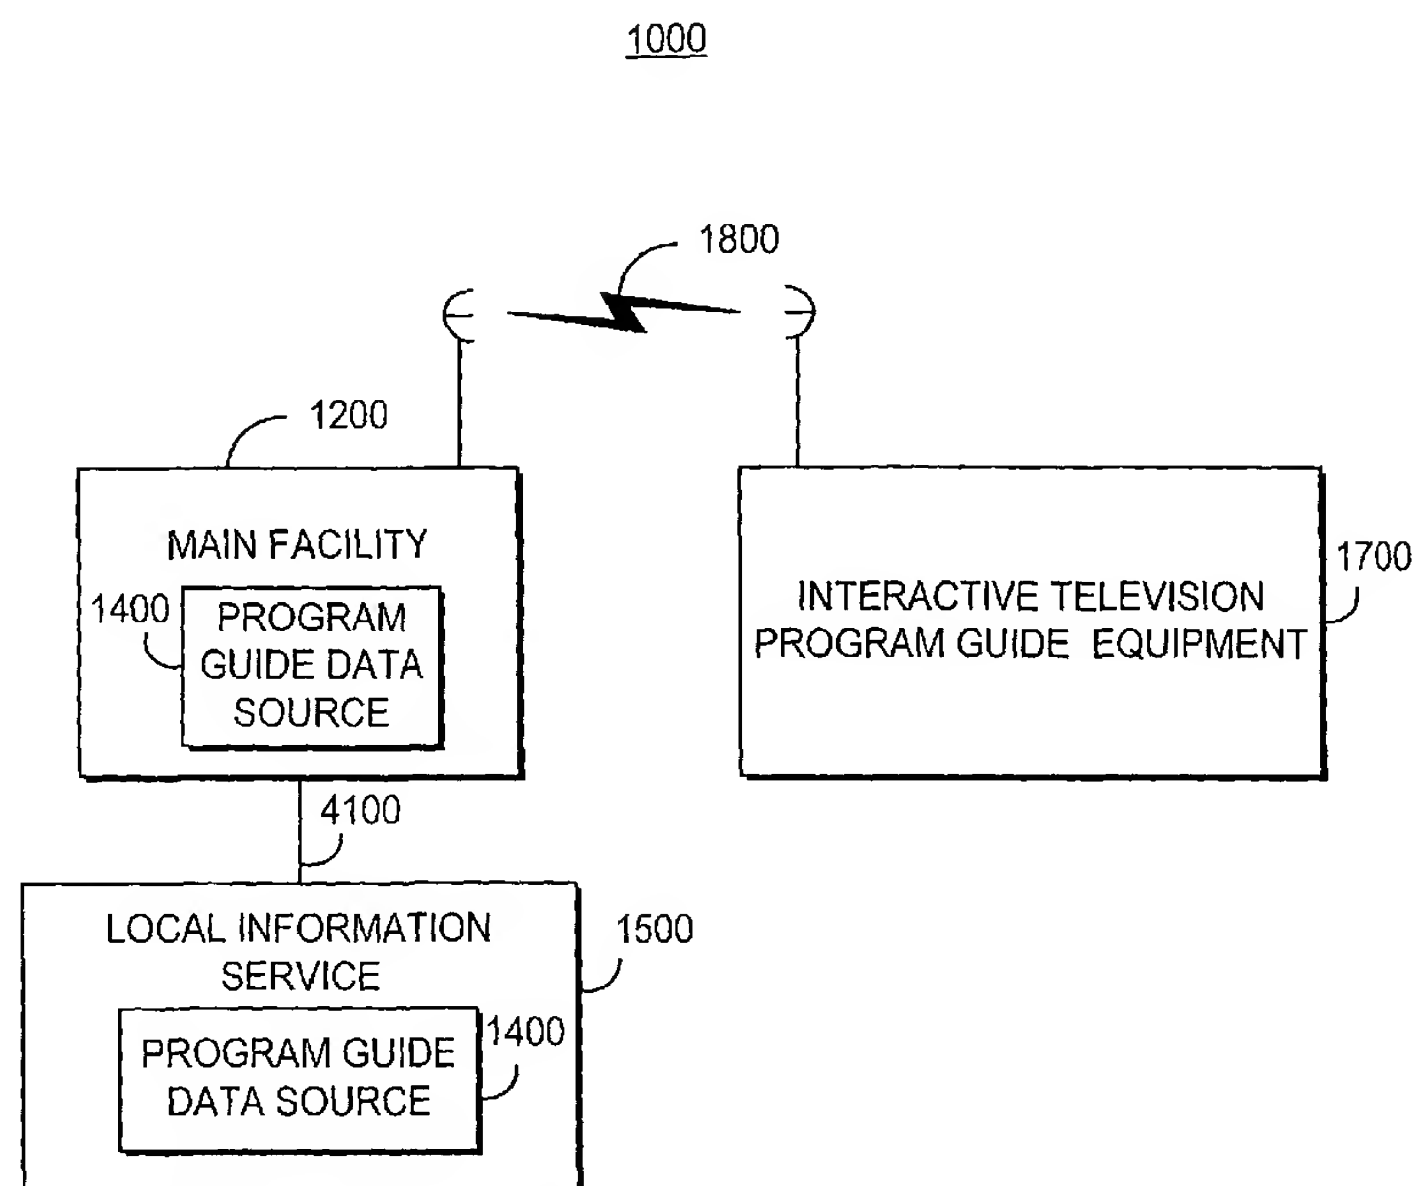 1000
1800
1200
MAIN FACILITY
1400
PROGRAM
GUIDE DATA
SOURCE
INTERACTIVE TELEVISION
PROGRAM GUIDE EQUIPMENT
1700
4100
LOCAL INFORMATION
SERVICE
1500
PROGRAM GUIDE
DATA SOURCE
1400